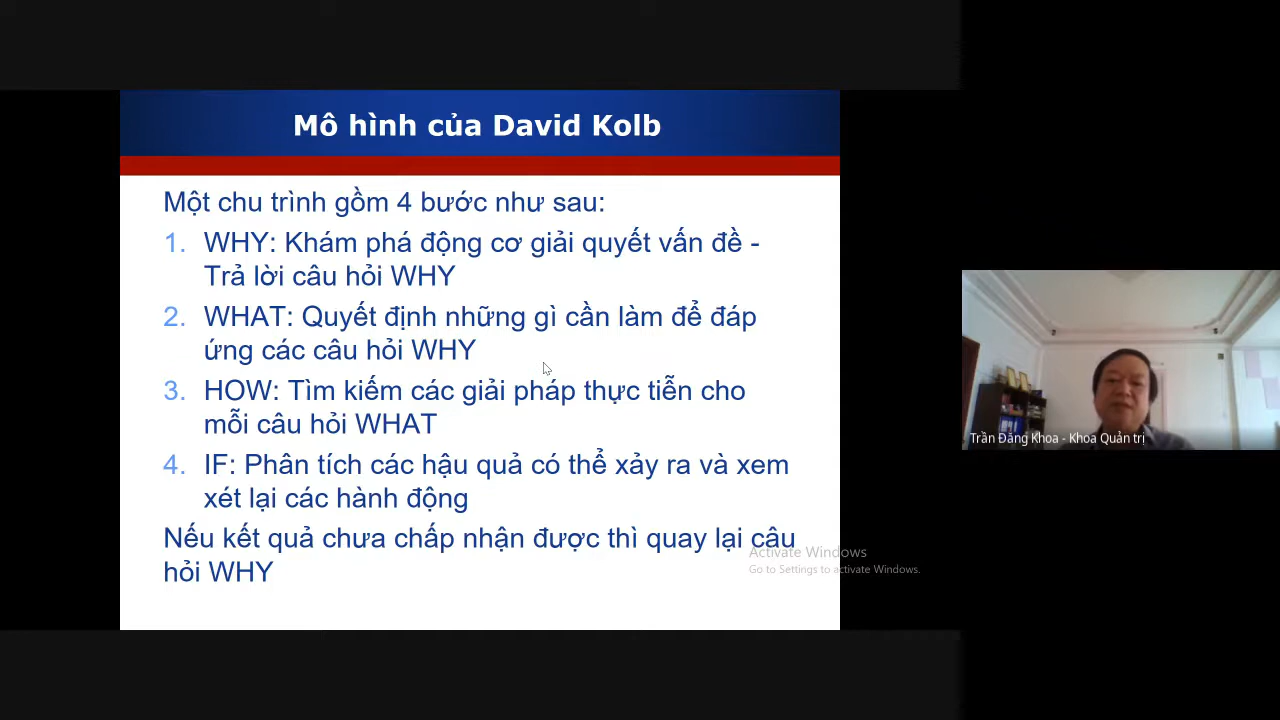 Mô hình của David Kolb
Một chu trình gồm 4 bước như sau:
1. WHY: Khám phá động cơ giải quyết vấn đề -
Trả lời câu hỏi WHY
2. WHAT: Quyết định những gì cần làm để đáp
ứng các câu hỏi WHY
3. HOW: Tìm kiếm các giải pháp thực tiễn cho
mỗi câu hỏi WHAT
4. IF: Phân tích các hậu quả có thể xảy ra và xem
xét lại các hành động
Nếu kết quả chưa chấp nhận được thì quay lại câu
hỏi WHY
Activate Windows
Go to Settings to activate Windows.
Trần Đăng Khoa - Khoa Quản trị